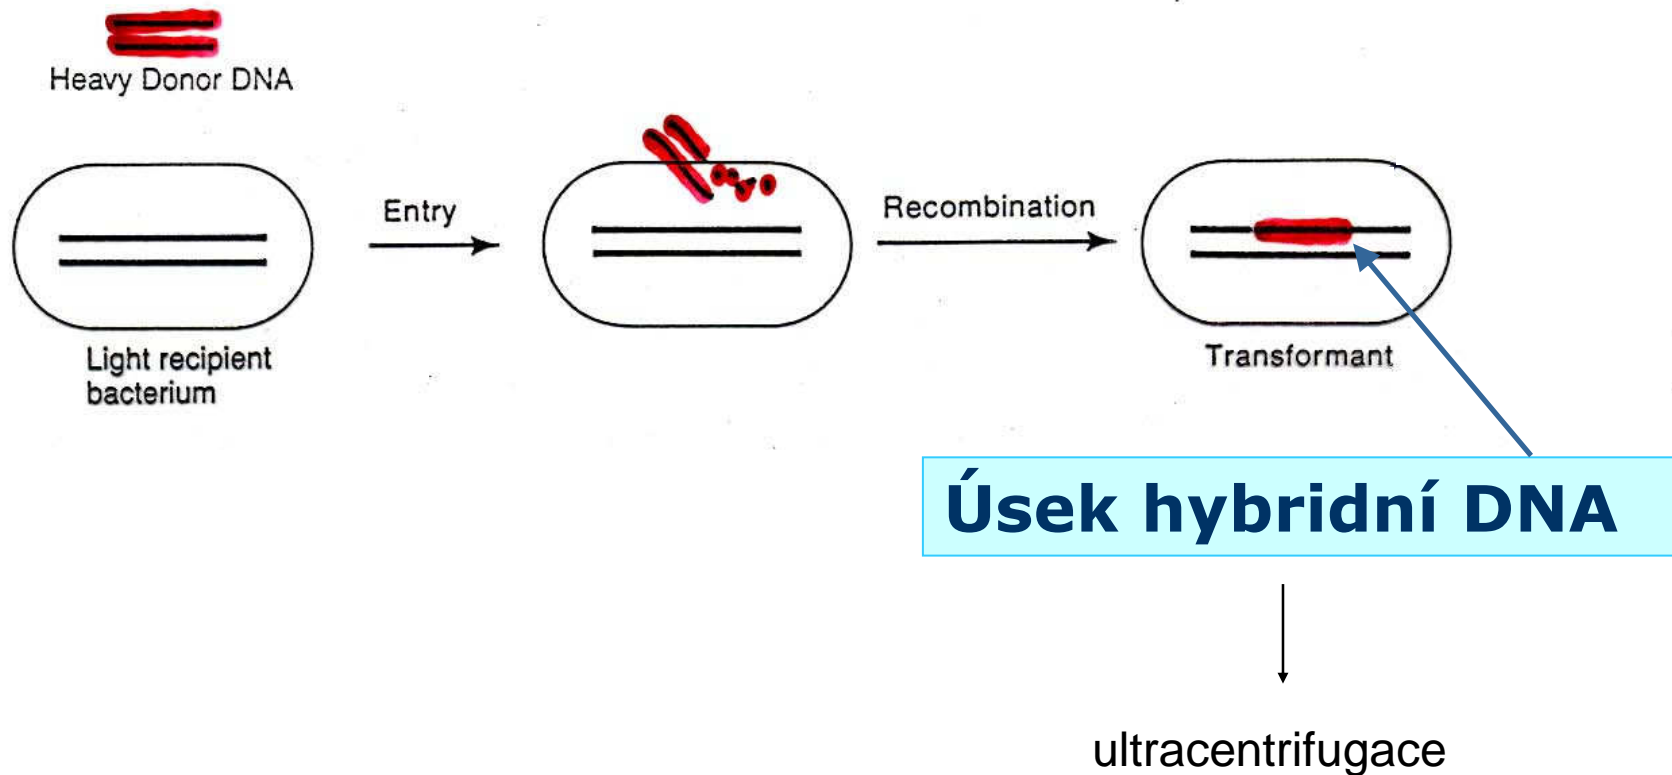 Heavy Donor DNA
Entry
Recombination
Light recipient
bacterium
Transformant
Úsek hybridní DNA
ultracentrifugace